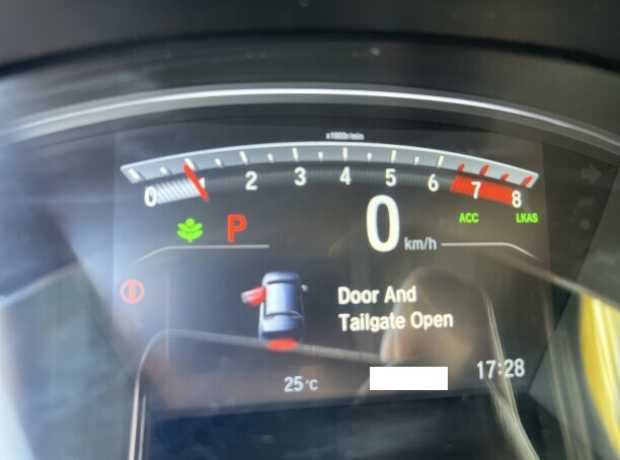 x1000r/min
0 1 2 3 4 5 6 7 8
P
0 km/h
ACC LKAS
Door And
Tailgate Open
25°C
17:28